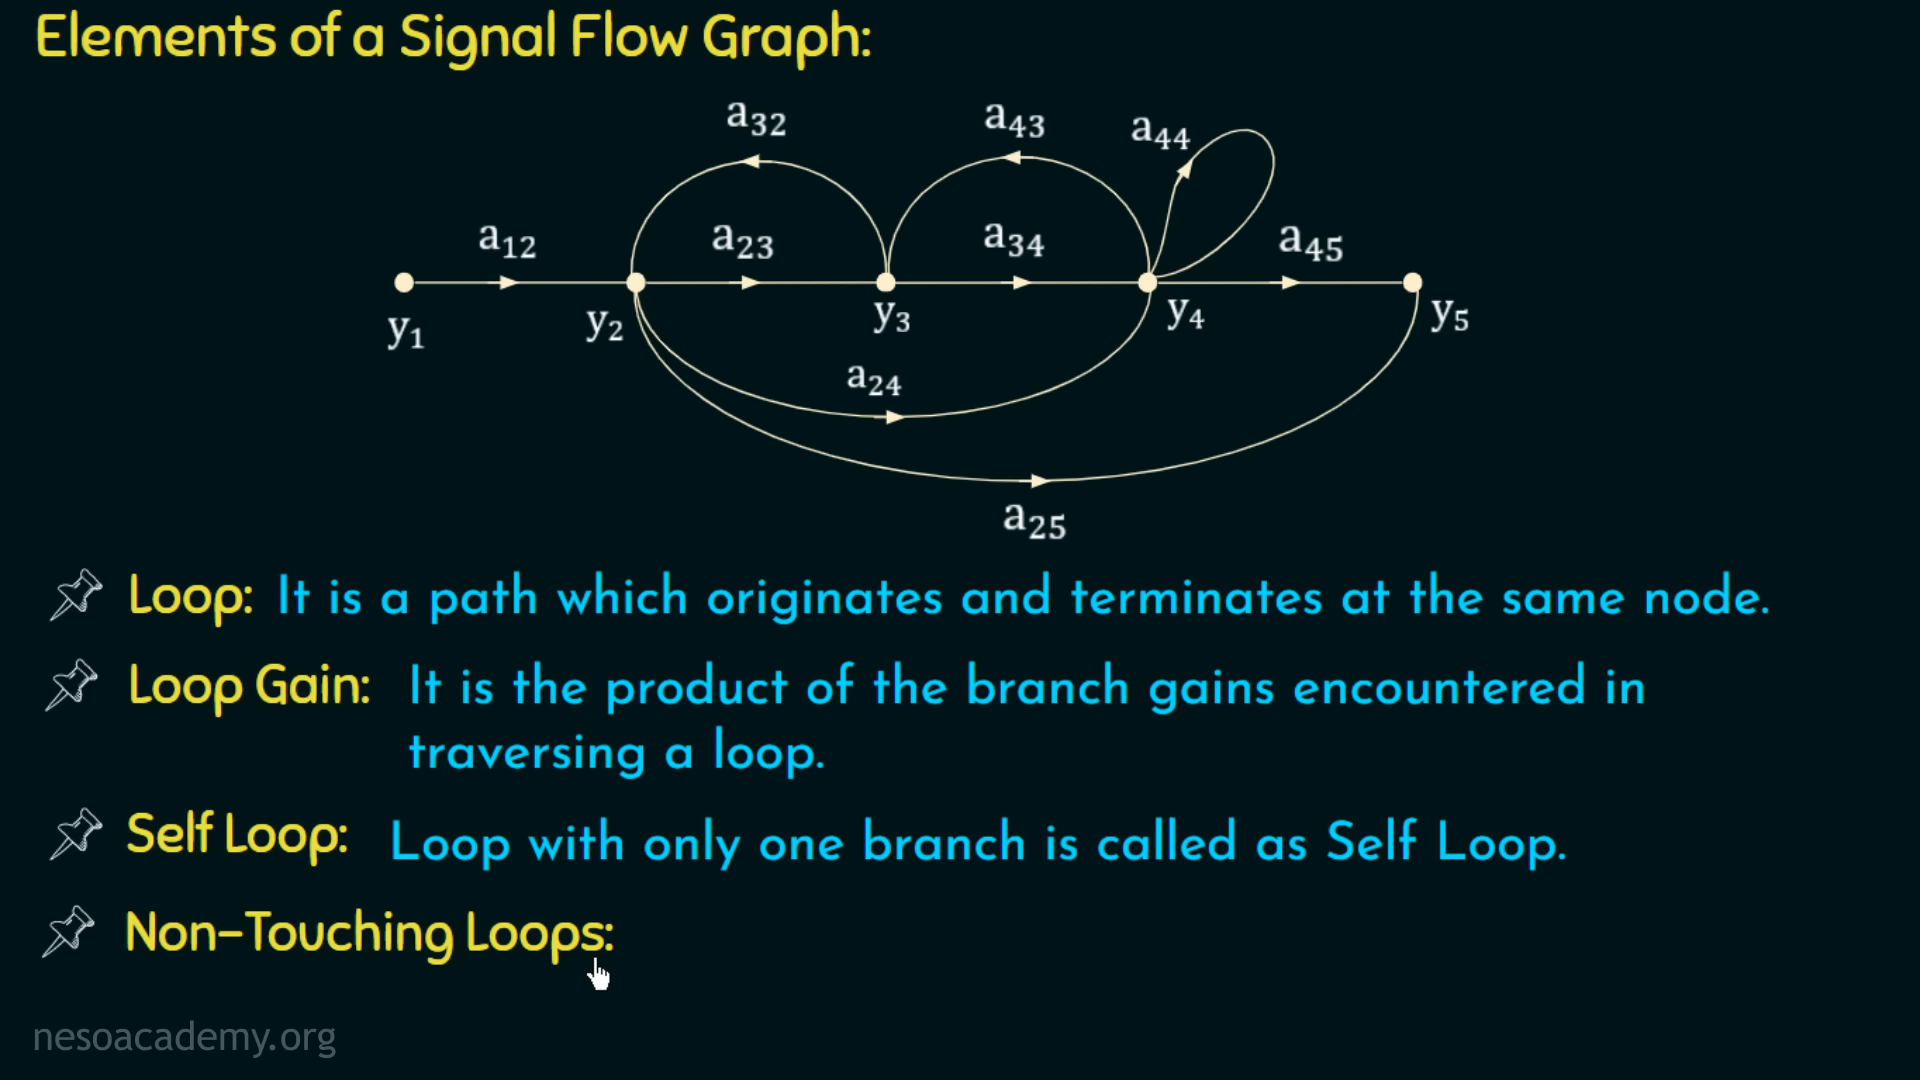 Elements of a Signal Flow Graph:
a₃₂ a₄₃ a₄₄
a₁₂ a₂₃ a₃₄ a₄₅
y₁ y₂ y₃ y₄ y₅
a₂₄
a₂₅
Loop: It is a path which originates and terminates at the same node.
Loop Gain: It is the product of the branch gains encountered in
traversing a loop.
Self Loop: Loop with only one branch is called as Self Loop.
Non-Touching Loops:
nesoacademy.org